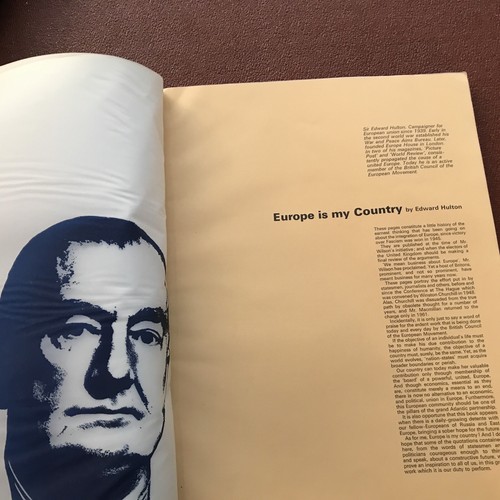 Sir Edward Hulton: Campaigner for
European union since 1929. Early in
the second world war established his
War and Peace Aims Bureau. Later,
founded Europe House in London.
In two of his magazines, 'Picture
Post' and 'World Review', consis-
tently propagated the cause of a
united Europe. Today he is an active
member of the British Council of the
European Movement.
Europe is my Country by Edward Hulton
These pages constitute a little history of the
earnest thinking that has been going on
about the integration of Europe, since victory
over Fascism was won in 1945.
They are published at the time of Mr
Wilson's initiative; and when the electors of
the United Kingdom should be making a
final review of the arguments.
'We mean business about Europe', Mr.
Wilson has proclaimed. Yet a host of Britons,
prominent, and not so prominent, have
meant business for many years now.
These pages portray the effort put in by
statesmen, journalists and others, before and
since the Conference at The Hague which
was convened by Winston Churchill in 1948.
Alas, Churchill was dissuaded from the true
path by obsolete thought for a number of
years, and Mr. Macmillan returned to the
charge only in 1961.
Incidentally, it is only just to say a word of
praise for the ardent work that is being done
today and every day by the British Council
of the European Movement.
If the objective of an individual's life must
be to make his due contribution to the
happiness of humanity, the objective of a
country must, surely, be the same. Yet, as the
world evolves, 'nation-states' must acquire
broader boundaries or perish.
Our country can today make her valuable
contribution only through membership of
the 'board' of a powerful, united, Europe.
And though economics, essential as they
are, constitute merely a means to an end,
there is now no alternative to an economic,
and political, union in Europe. Furthermore,
this European community should be one of
the pillars of the grand Atlantic partnership.
It is also opportune that this book appears
when there is a daily-growing détente with
our fellow-Europeans of Russia and East
Europe, bringing a sober hope for the future.
As for me, Europe is my country! And I do
hope that some of the quotations contained
here, from the words of statesmen and
politicians courageous enough to think
and speak, about a constructive future, will
prove an inspiration to all of us, in this great
work which it is our duty to perform.